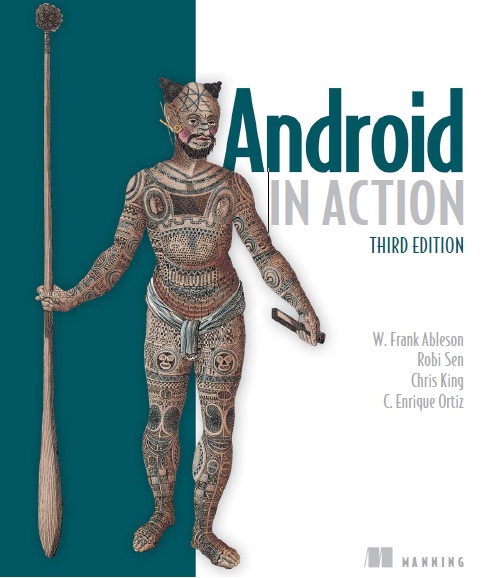 Android
IN ACTION
THIRD EDITION
W. Frank Ableson
Robi Sen
Chris King
C. Enrique Ortiz
MANNING